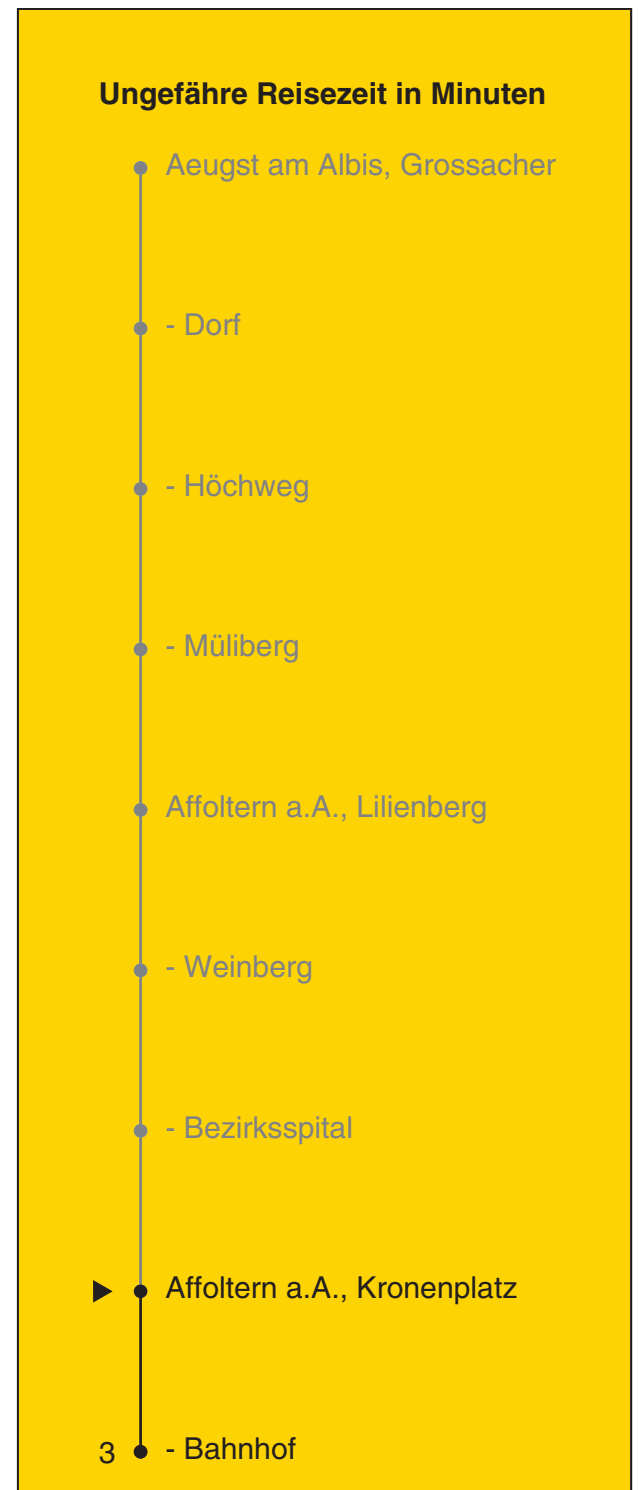 Ungefähre Reisezeit in Minuten
Aeugst am Albis, Grossacher
- Dorf
- Höchweg
- Müliberg
Affoltern a.A., Lilienberg
- Weinberg
- Bezirksspital
Affoltern a.A., Kronenplatz
3 - Bahnhof